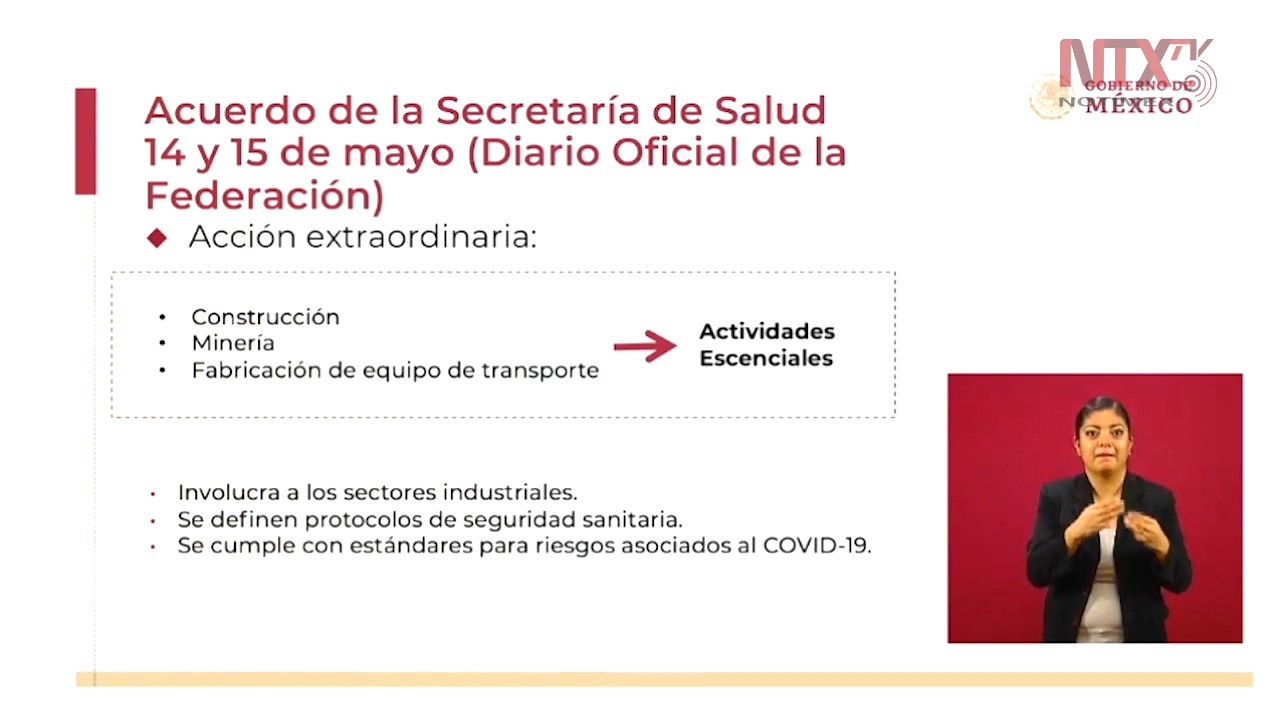 NTX
GOBIERNO DE
MÉXICO
Acuerdo de la Secretaría de Salud
14 y 15 de mayo (Diario Oficial de la
Federación)
Acción extraordinaria:
• Construcción
• Minería
• Fabricación de equipo de transporte
Actividades
Escenciales
• Involucra a los sectores industriales.
• Se definen protocolos de seguridad sanitaria.
• Se cumple con estándares para riesgos asociados al COVID-19.